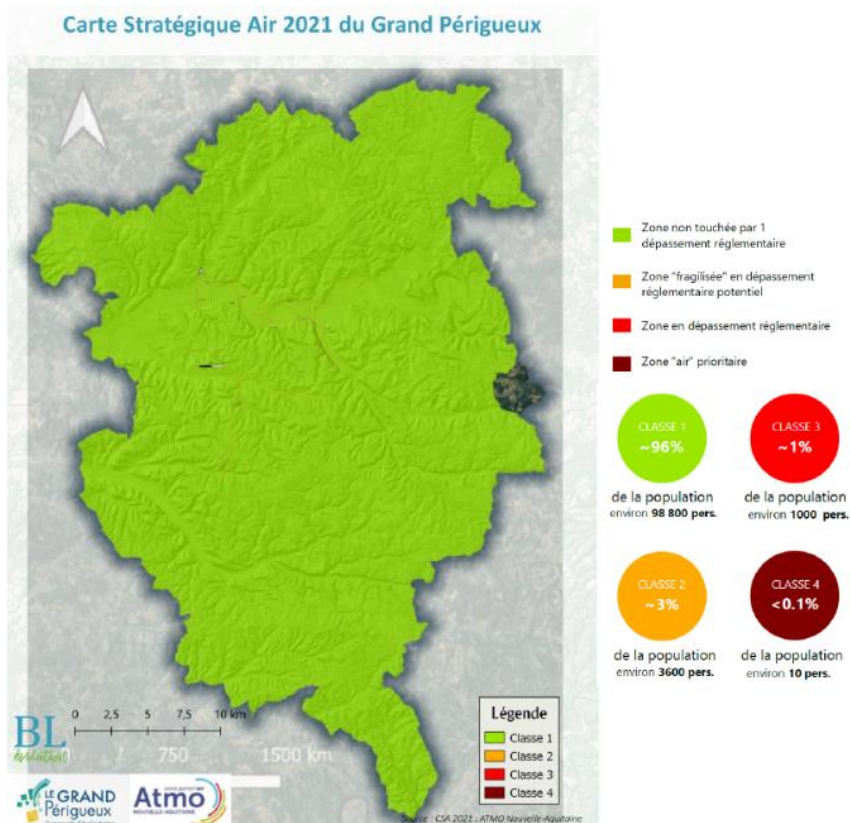 Carte Stratégique Air 2021 du Grand Périgueux
Zone non touchée par 1
dépassement réglementaire
Zone "fragilisée" en dépassement
réglementaire potentiel
Zone en dépassement réglementaire
Zone "air" prioritaire
CLASSE 1
~96%
de la population
environ 98 800 pers.
CLASSE 3
~1%
de la population
environ 1000 pers.
CLASSE 2
~3%
de la population
environ 3600 pers.
CLASSE 4
<0.1%
de la population
environ 10 pers.
0 2,5 5 7,5 10 km
750 1500 km
BL
évolution
Légende
Classe 1
Classe 2
Classe 3
Classe 4
LE GRAND
Périgueux
Atmo
NOUVELLE-AQUITAINE
Source : CSA 2021 : ATMO Nouvelle-Aquitaine